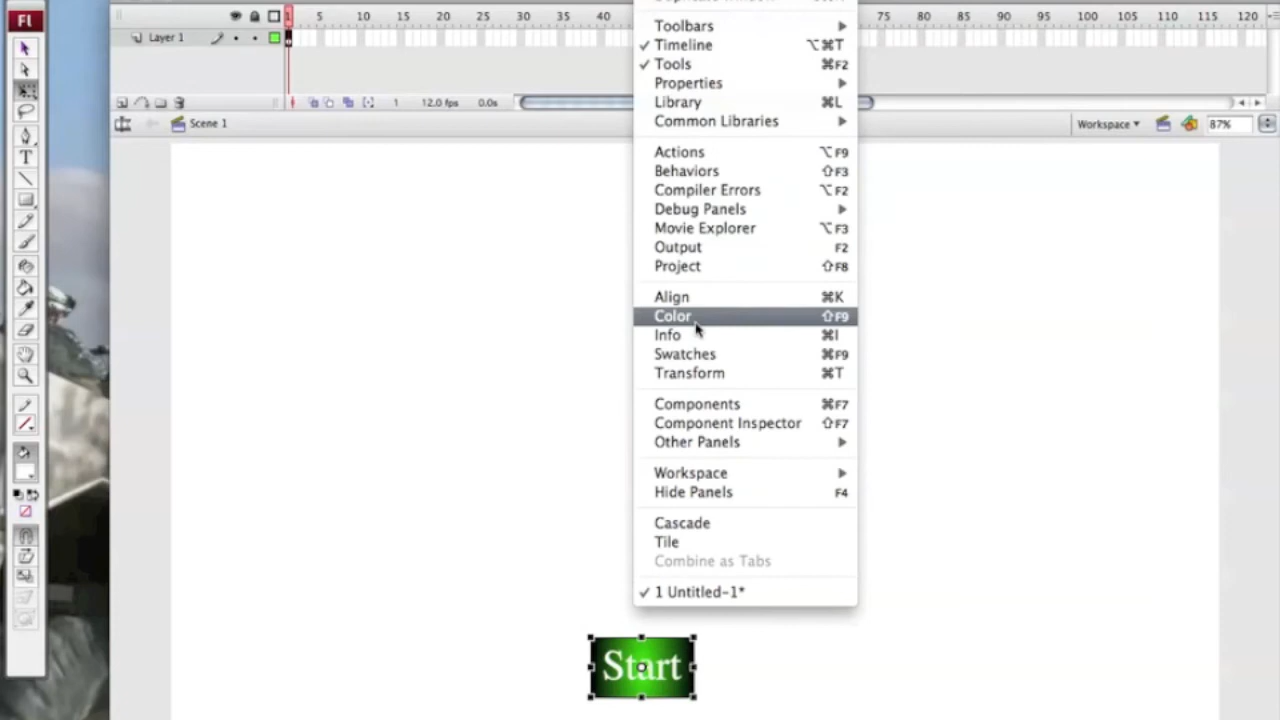 Fl
Duplicate Window
1 5 10 15 20 25 30 35 40 75 80 85 90 95 100 105 110 115 120
Layer 1
Toolbars
✓ Timeline ⌥⌘T
✓ Tools ⌘F2
Properties
Library ⌘L
Common Libraries
1 12.0 fps 0.0s
Scene 1
Workspace 87%
Actions ⌥F9
Behaviors ⇧F3
Compiler Errors ⌥F2
Debug Panels
Movie Explorer ⌥F3
Output F2
Project ⇧F8
Align ⌘K
Color ⇧F9
Info ⌘I
Swatches ⌘F9
Transform ⌘T
Components ⌘F7
Component Inspector ⇧F7
Other Panels
Workspace
Hide Panels F4
Cascade
Tile
Combine as Tabs
✓ 1 Untitled-1*
Start